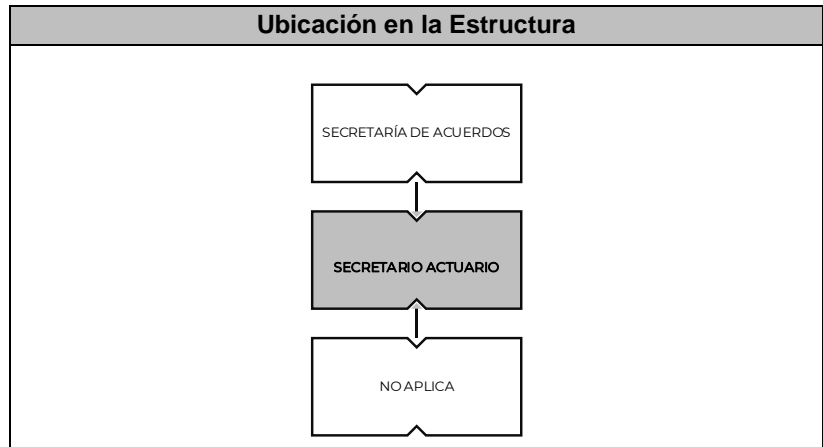 Ubicación en la Estructura
SECRETARÍA DE ACUERDOS
SECRETARIO ACTUARIO
NO APLICA